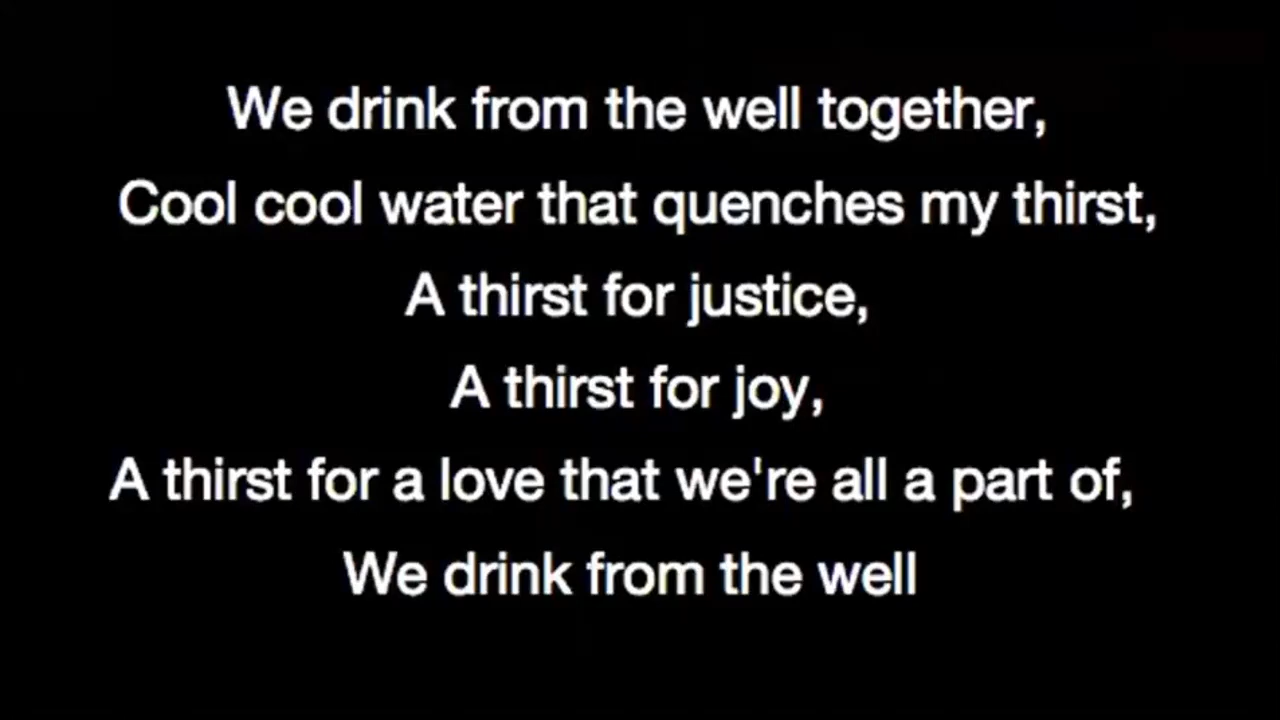 We drink from the well together,
Cool cool water that quenches my thirst,
A thirst for justice,
A thirst for joy,
A thirst for a love that we're all a part of,
We drink from the well